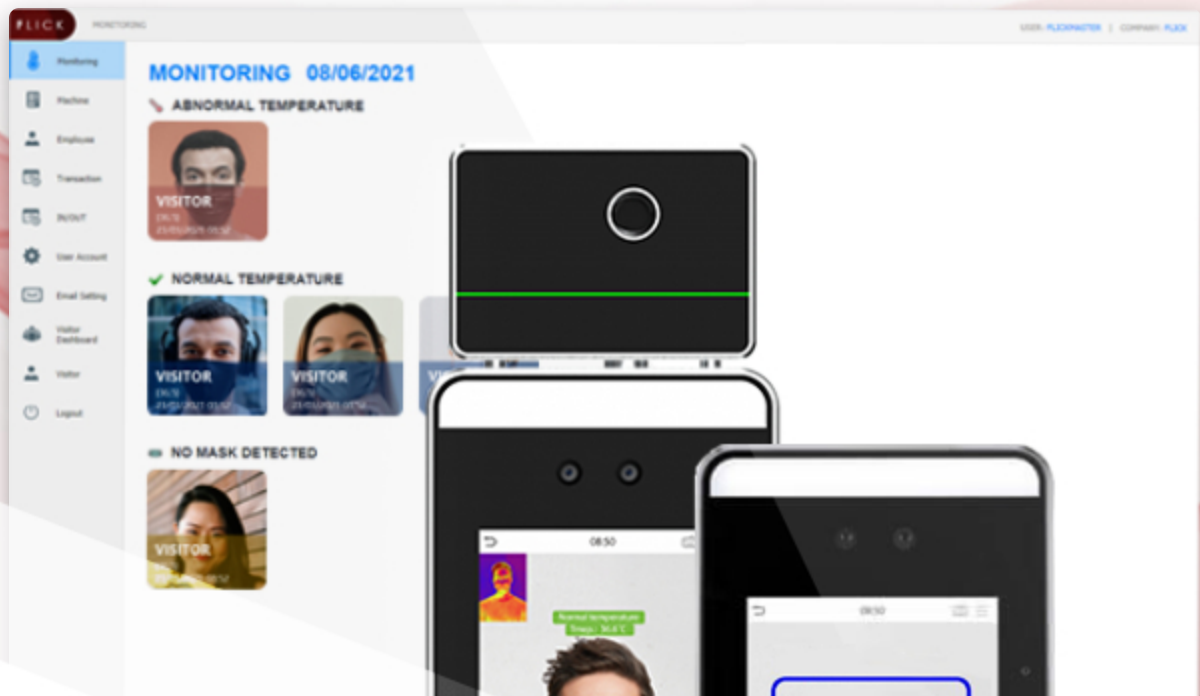 FLICK
MONITORING
USER: FLICKMASTER | COMPANY: FLICK
Monitoring
Machine
Employee
Transaction
IN/OUT
User Account
Email Setting
Visitor
Dashboard
Visitor
Logout
MONITORING 08/06/2021
ABNORMAL TEMPERATURE
VISITOR
NORMAL TEMPERATURE
VISITOR
VISITOR
VI
NO MASK DETECTED
VISITOR
08:50
Normal temperature
08:50